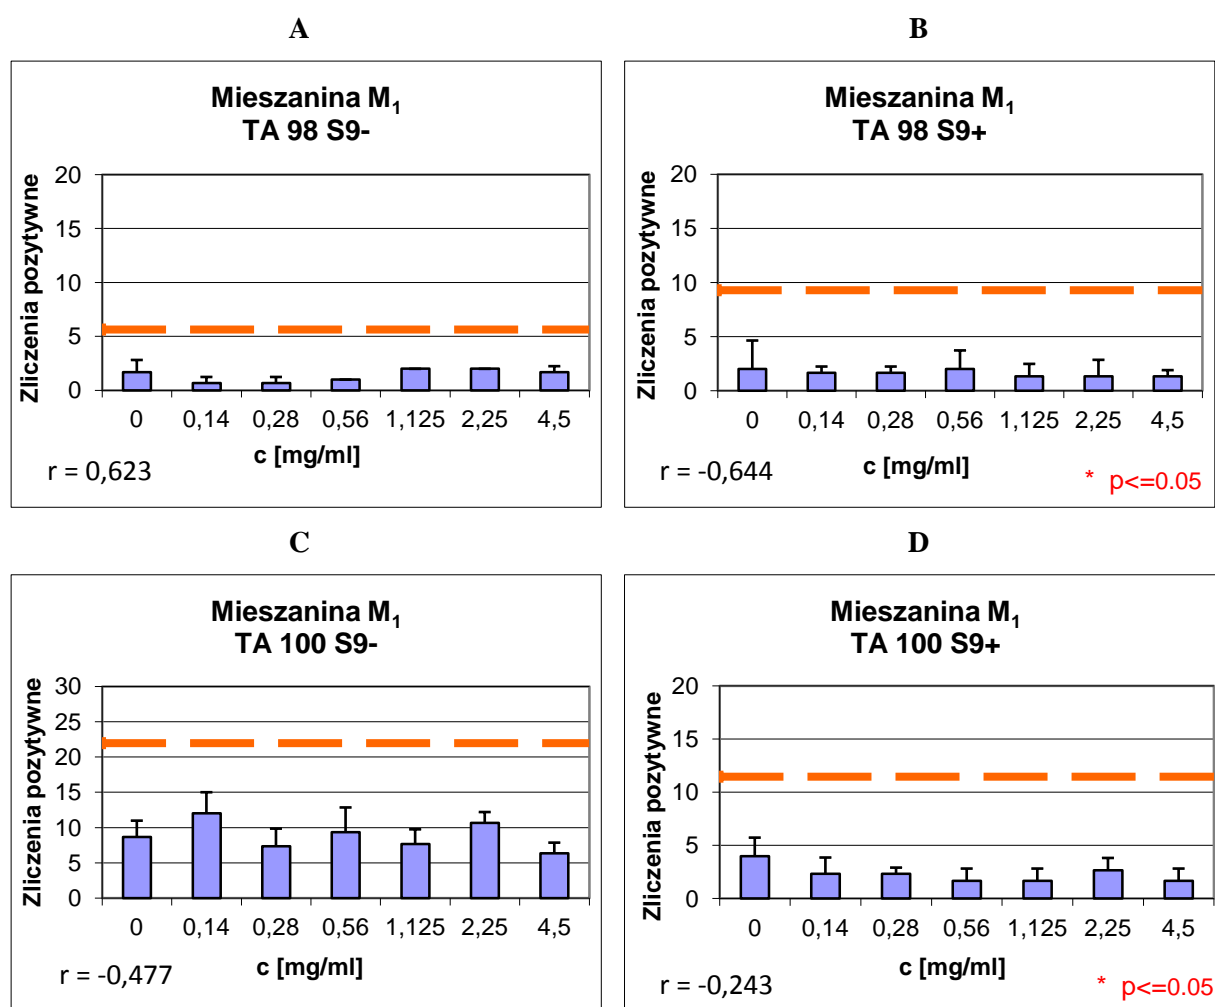 A
Mieszanina M₁
TA 98 S9-
Zliczenia pozytywne
20
15
10
5
0
0 0,14 0,28 0,56 1,125 2,25 4,5
c [mg/ml]
r = 0,623
B
Mieszanina M₁
TA 98 S9+
Zliczenia pozytywne
20
15
10
5
0
0 0,14 0,28 0,56 1,125 2,25 4,5
c [mg/ml]
r = -0,644
* p<=0.05
C
Mieszanina M₁
TA 100 S9-
Zliczenia pozytywne
30
25
20
15
10
5
0
0 0,14 0,28 0,56 1,125 2,25 4,5
c [mg/ml]
r = -0,477
D
Mieszanina M₁
TA 100 S9+
Zliczenia pozytywne
20
15
10
5
0
0 0,14 0,28 0,56 1,125 2,25 4,5
c [mg/ml]
r = -0,243
* p<=0.05